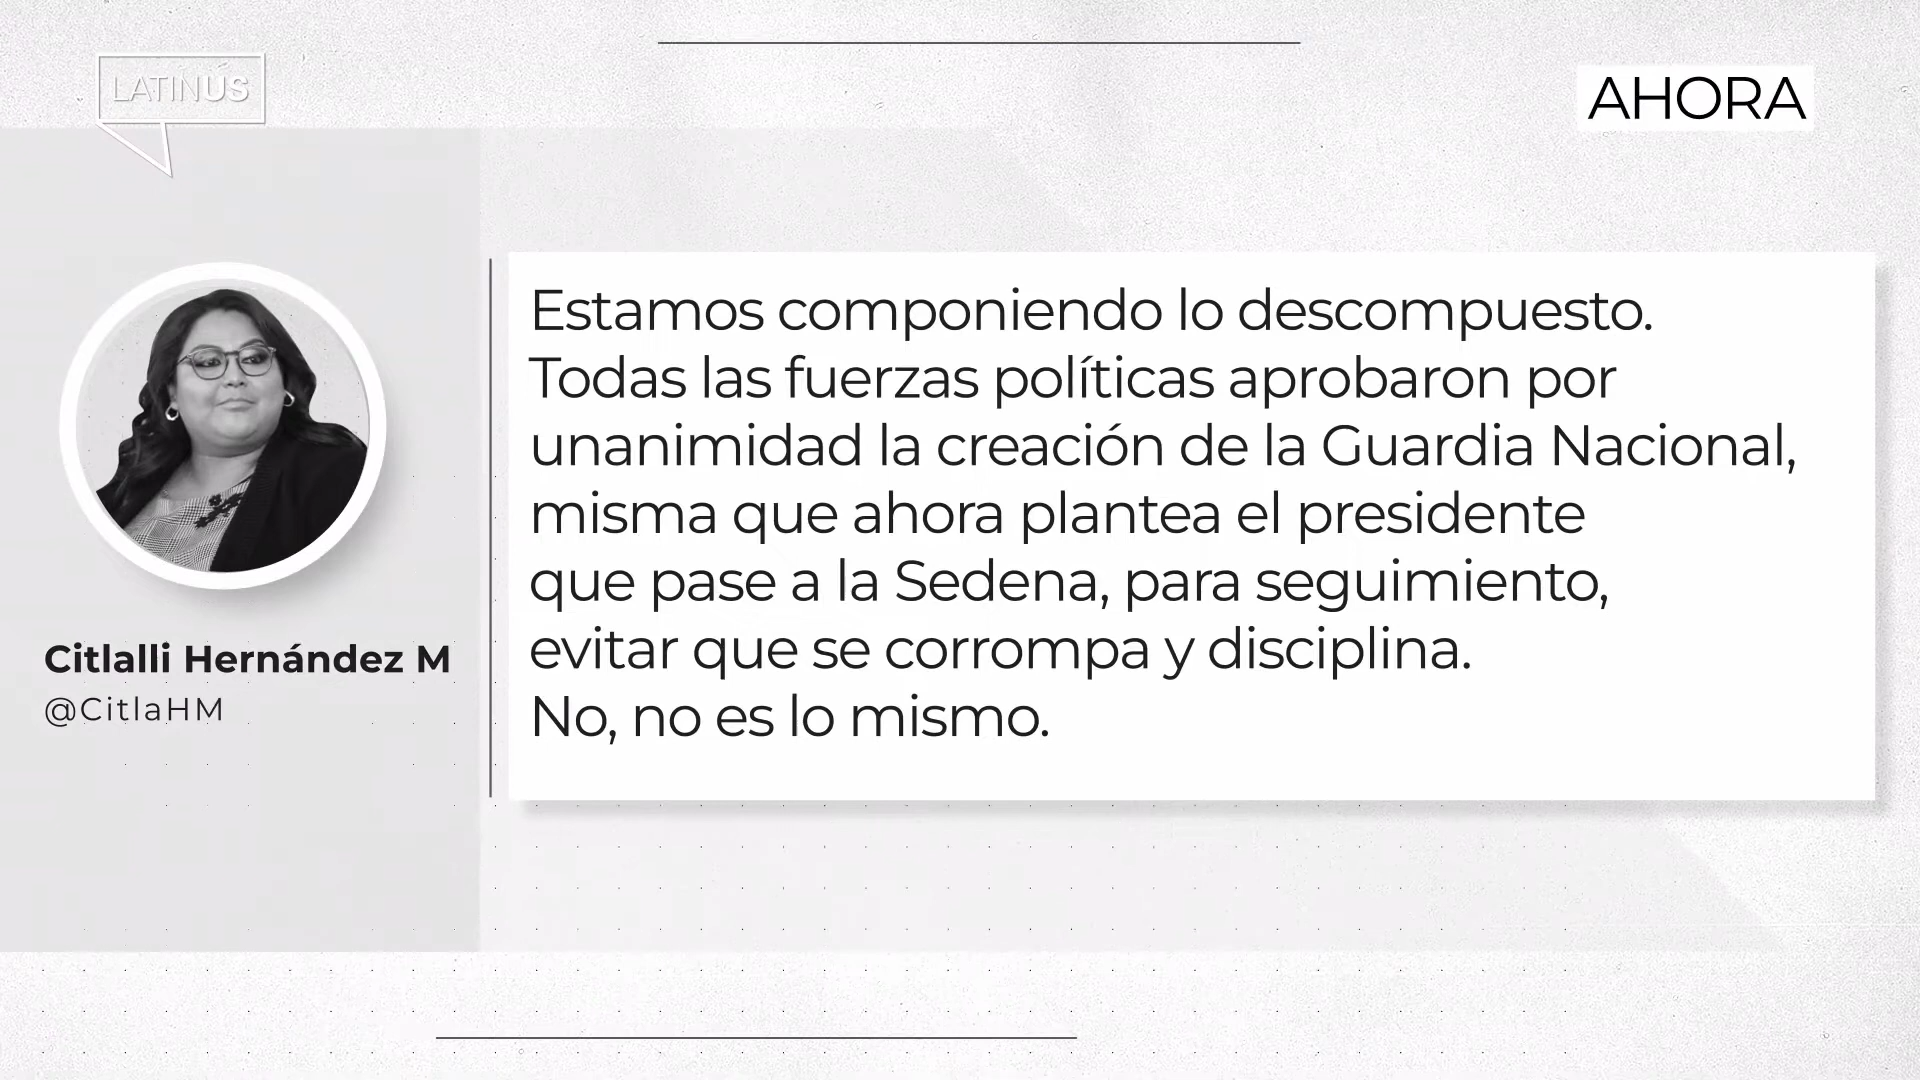 LATINÚS
AHORA
Estamos componiendo lo descompuesto.
Todas las fuerzas políticas aprobaron por
unanimidad la creación de la Guardia Nacional,
misma que ahora plantea el presidente
que pase a la Sedena, para seguimiento,
evitar que se corrompa y disciplina.
No, no es lo mismo.
Citlalli Hernández M
@CitlaHM